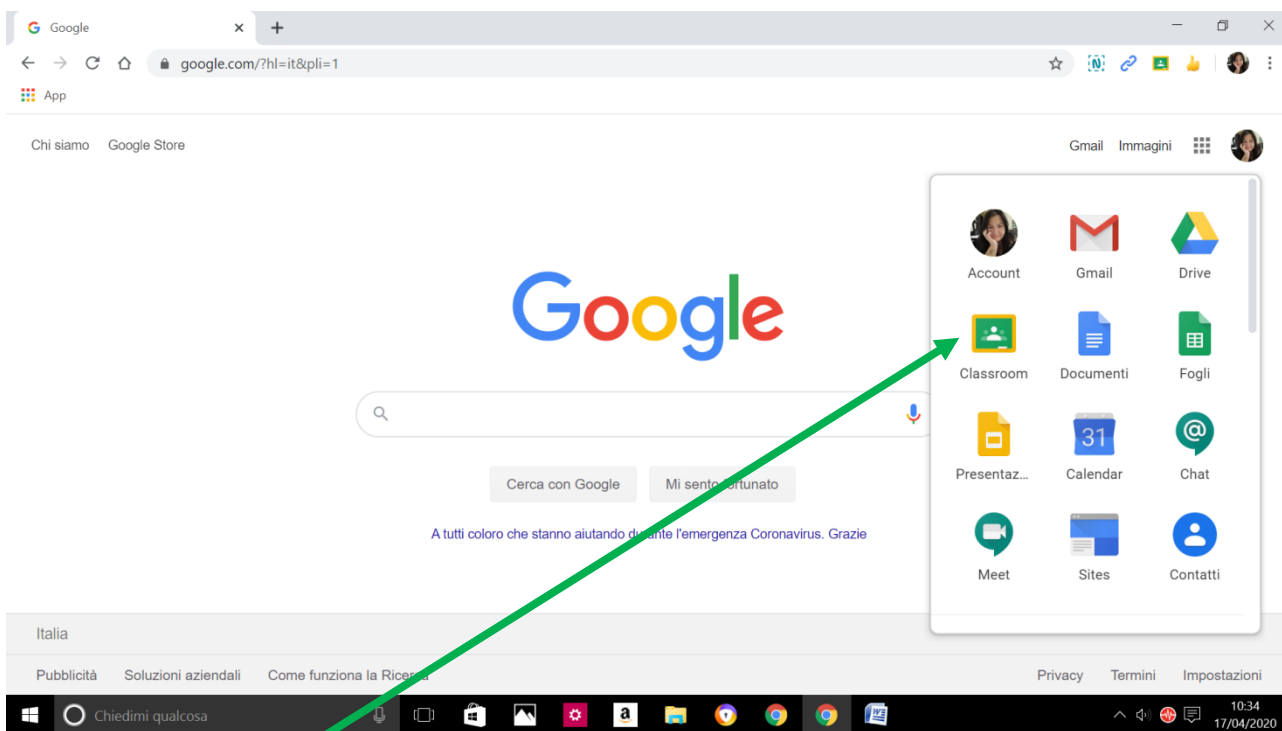 Google
google.com/?hl=it&pli=1
App
Chi siamo Google Store
Gmail Immagini
Account Gmail Drive
Google
Classroom Documenti Fogli
31
Presentaz... Calendar Chat
Cerca con Google Mi sento fortunato
A tutti coloro che stanno aiutando durante l'emergenza Coronavirus. Grazie
Meet Sites Contatti
Italia
Pubblicità Soluzioni aziendali Come funziona la Ricerca
Privacy Termini Impostazioni
Chiedimi qualcosa
10:34
17/04/2020